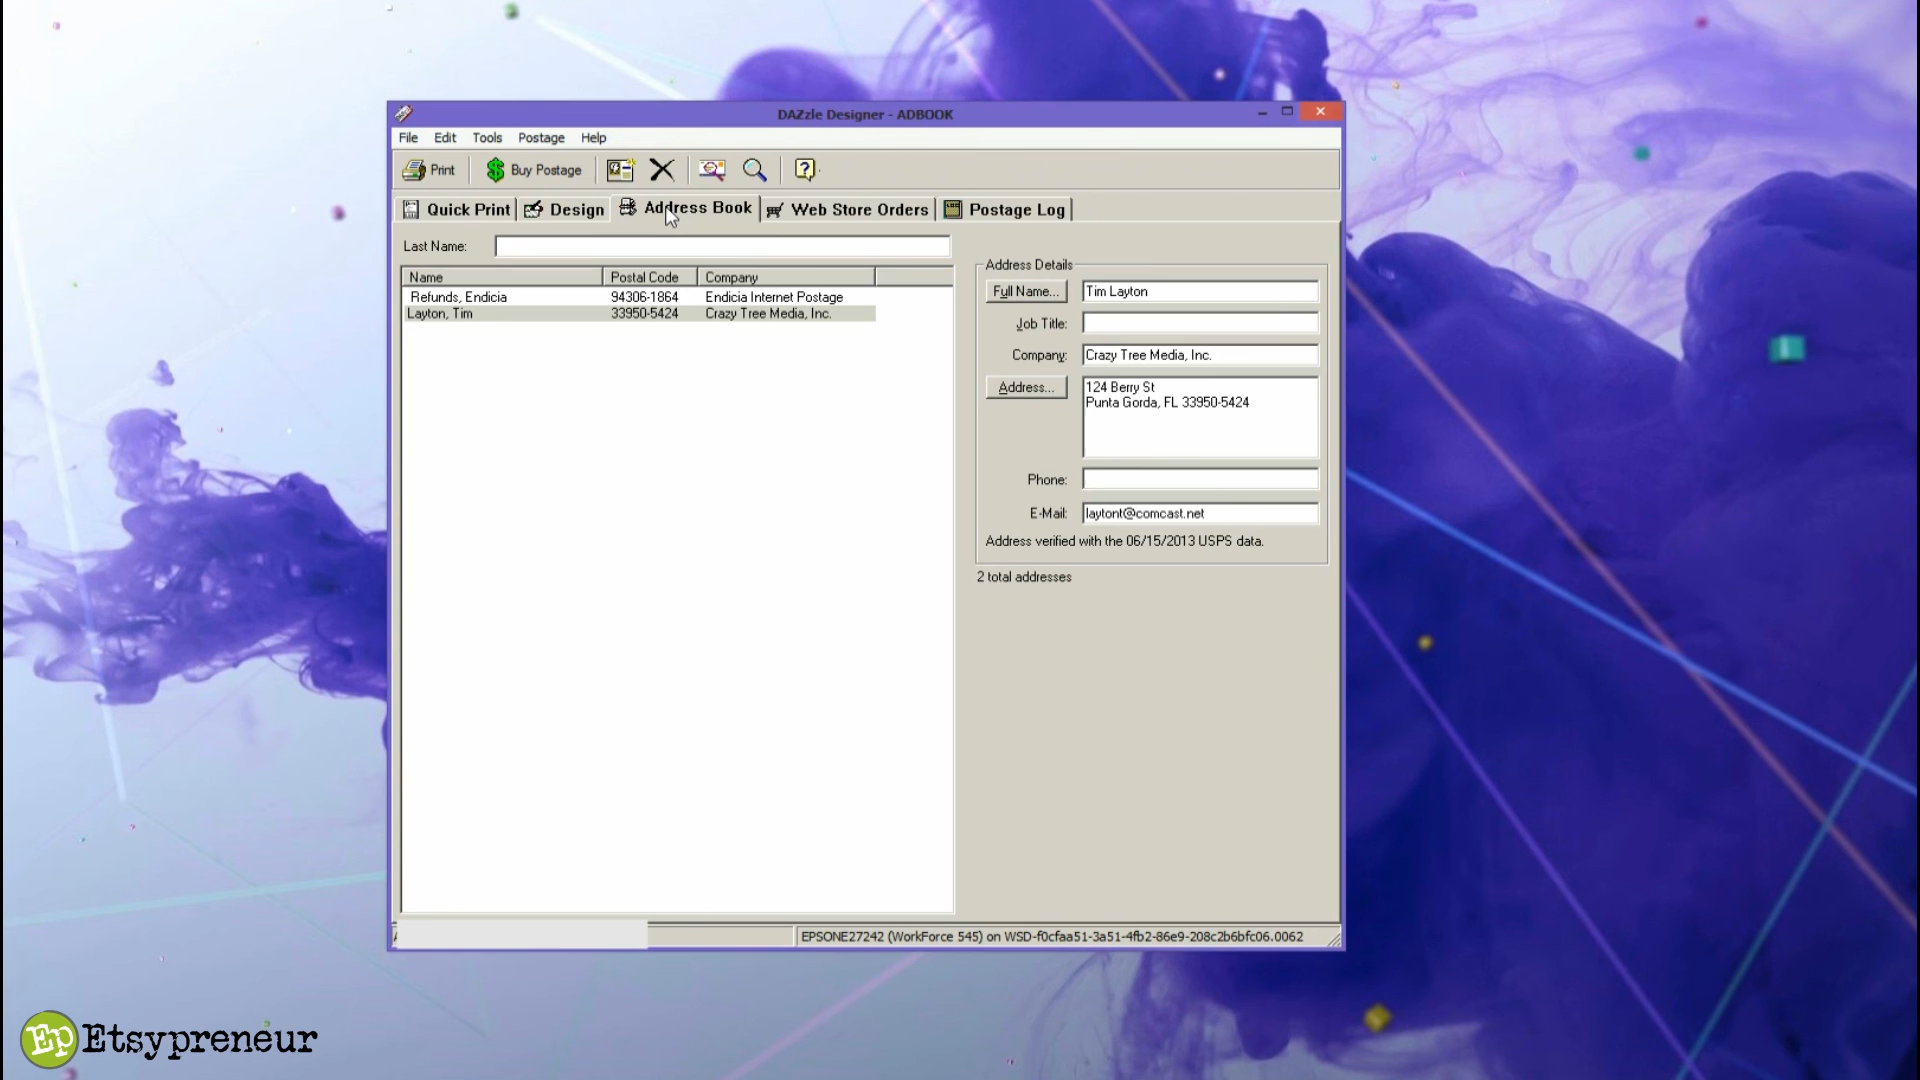 DAZzle Designer - ADBOOK
File Edit Tools Postage Help
Print Buy Postage
Quick Print Design Address Book Web Store Orders Postage Log
Last Name:
Name Postal Code Company
Refunds, Endicia 94306-1864 Endicia Internet Postage
Layton, Tim 33950-5424 Crazy Tree Media, Inc.
Address Details
Full Name... Tim Layton
Job Title:
Company: Crazy Tree Media, Inc.
Address... 124 Berry St
Punta Gorda, FL 33950-5424
Phone:
E-Mail: laytont@comcast.net
Address verified with the 06/15/2013 USPS data.
2 total addresses
EPSONE27242 (WorkForce 545) on WSD-f0cfaa51-3a51-4fb2-86e9-208c2b6bfc06.0062
Ep Etsypreneur